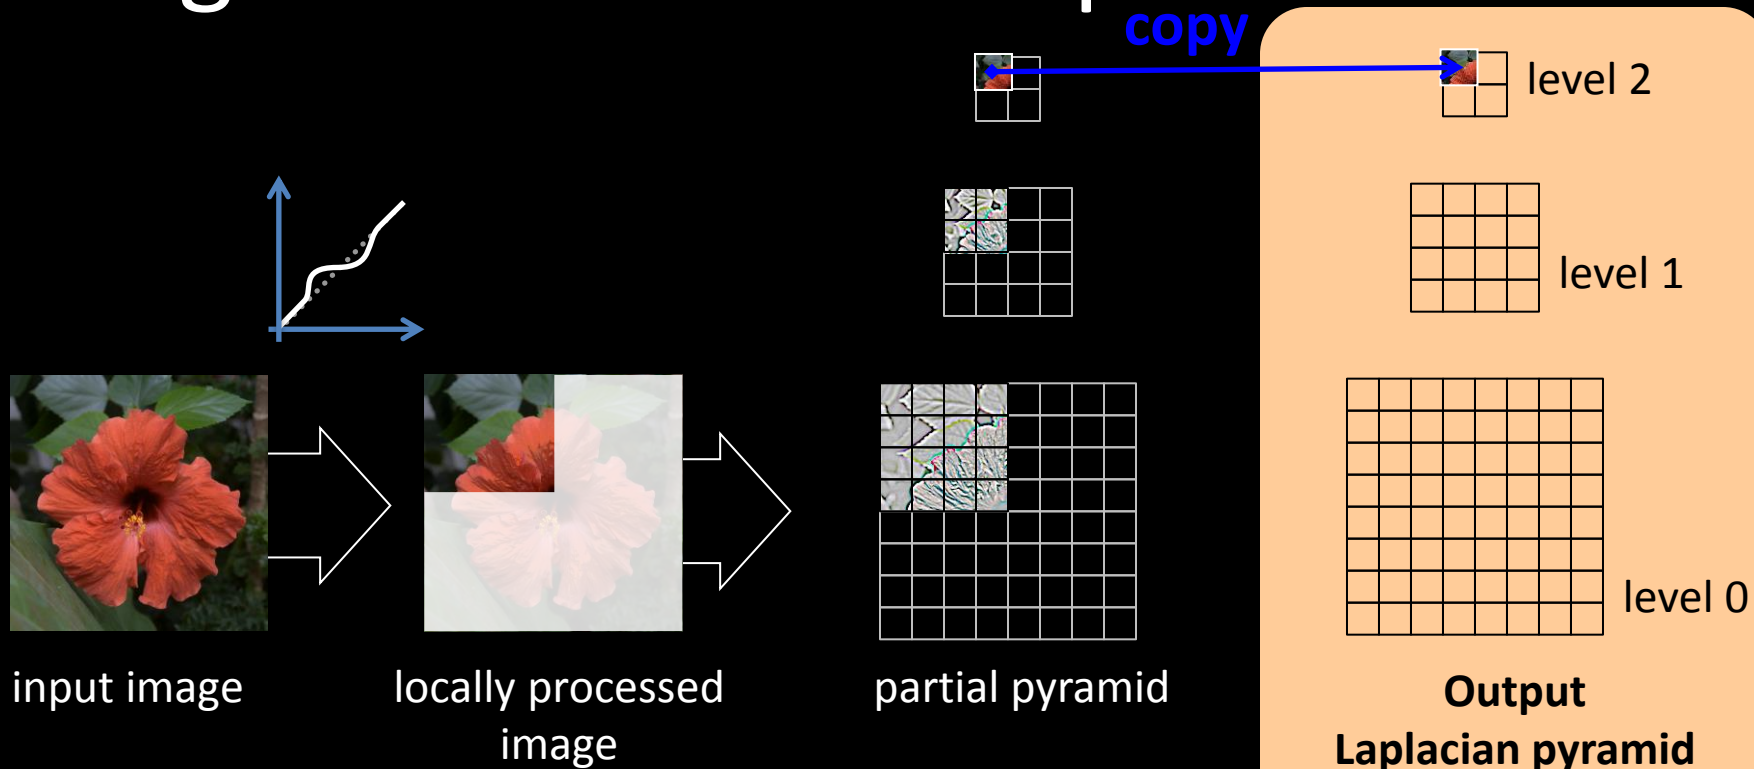 copy
level 2
level 1
level 0
input image
locally processed
image
partial pyramid
Output
Laplacian pyramid